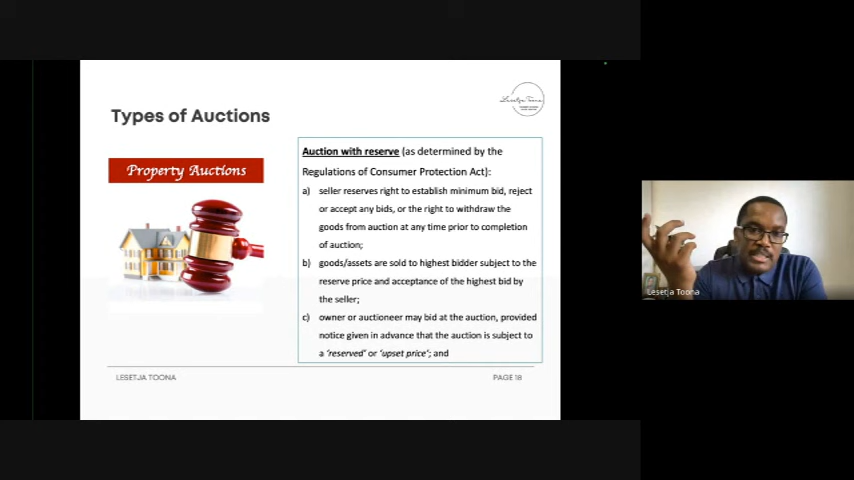 Lesetja Toona
Types of Auctions
Property Auctions
Auction with reserve (as determined by the
Regulations of Consumer Protection Act):
a) seller reserves right to establish minimum bid, reject
or accept any bids, or the right to withdraw the
goods from auction at any time prior to completion
of auction;
b) goods/assets are sold to highest bidder subject to the
reserve price and acceptance of the highest bid by
the seller;
c) owner or auctioneer may bid at the auction, provided
notice given in advance that the auction is subject to
a ‘reserved’ or ‘upset price’; and
LESETJA TOONA
PAGE 18
Lesetja Toona